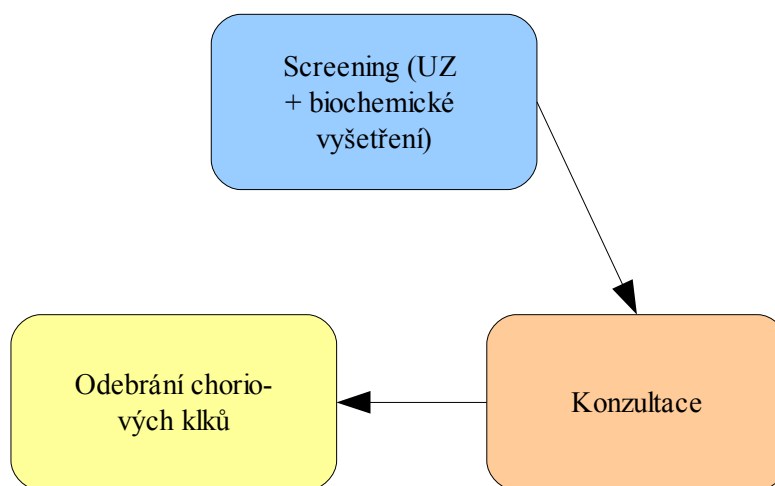 Screening (UZ
+ biochemické
vyšetření)
Odebrání chorio-
vých klků
Konzultace